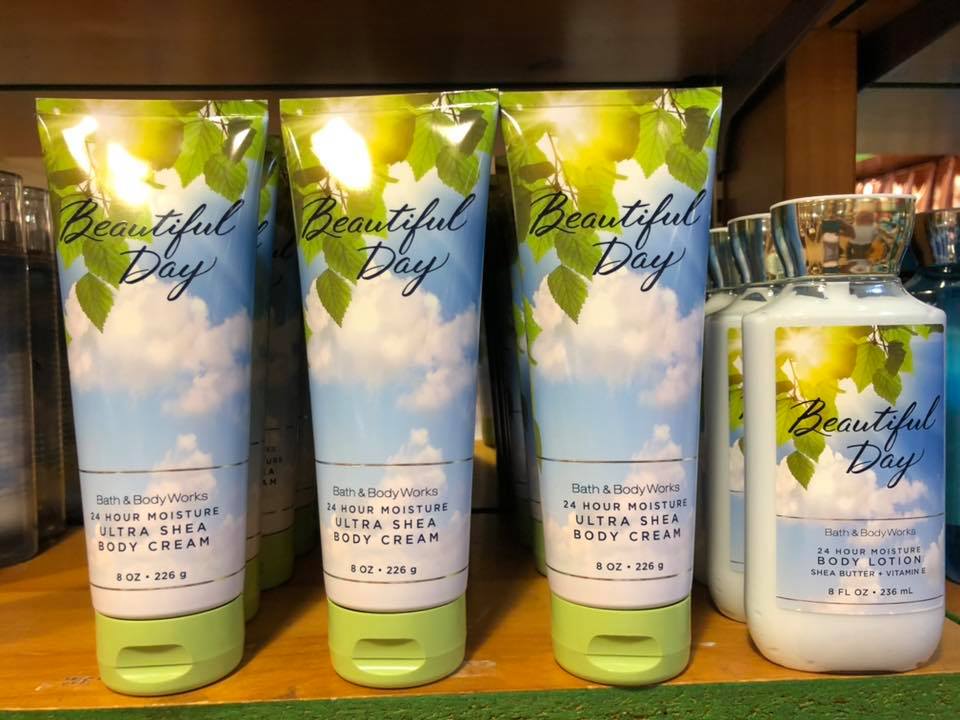 Beautiful
Day
Bath & Body Works
24 HOUR MOISTURE
ULTRA SHEA
BODY CREAM
8 OZ • 226 g
Beautiful
Day
Bath & Body Works
24 HOUR MOISTURE
ULTRA SHEA
BODY CREAM
8 OZ • 226 g
Beautiful
Day
Bath & Body Works
24 HOUR MOISTURE
ULTRA SHEA
BODY CREAM
8 OZ • 226 g
Beautiful
Day
Bath & Body Works
24 HOUR MOISTURE
BODY LOTION
SHEA BUTTER + VITAMIN E
8 FL OZ • 236 mL